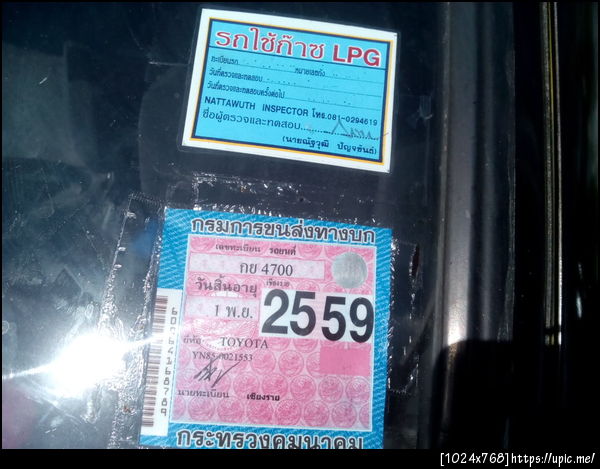 รถใช้ก๊าซ LPG
ทะเบียนรถ หมายเลขถัง
วันที่ตรวจและทดสอบ
วันที่ตรวจและทดสอบครั้งต่อไป
NATTAWUTH INSPECTOR โทร.081-0294619
ชื่อผู้ตรวจและทดสอบ
(นายณัฐวุฒิ ปัญจขันธ์)
กรมการขนส่งทางบก
เลขทะเบียน รถยนต์
กย 4700
วันสิ้นอายุ เชียงราย
1 พ.ย. 2559
ยี่ห้อ TOYOTA
YN85-0021553
นายทะเบียน เชียงราย
กระทรวงคมนาคม
[1024x768]https://upic.me/